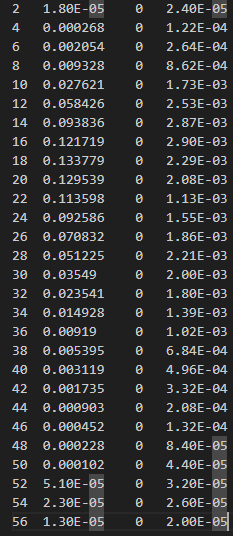 2 1.80E-05 0 2.40E-05
4 0.000268 0 1.22E-04
6 0.002054 0 2.64E-04
8 0.009328 0 8.62E-04
10 0.027621 0 1.73E-03
12 0.058426 0 2.53E-03
14 0.093836 0 2.87E-03
16 0.121719 0 2.90E-03
18 0.133779 0 2.29E-03
20 0.129539 0 2.08E-03
22 0.113598 0 1.13E-03
24 0.092586 0 1.55E-03
26 0.070832 0 1.86E-03
28 0.051225 0 2.21E-03
30 0.03549 0 2.00E-03
32 0.023541 0 1.80E-03
34 0.014928 0 1.39E-03
36 0.00919 0 1.02E-03
38 0.005395 0 6.84E-04
40 0.003119 0 4.96E-04
42 0.001735 0 3.32E-04
44 0.000903 0 2.08E-04
46 0.000452 0 1.32E-04
48 0.000228 0 8.40E-05
50 0.000102 0 4.40E-05
52 5.10E-05 0 3.20E-05
54 2.30E-05 0 2.60E-05
56 1.30E-05 0 2.00E-05